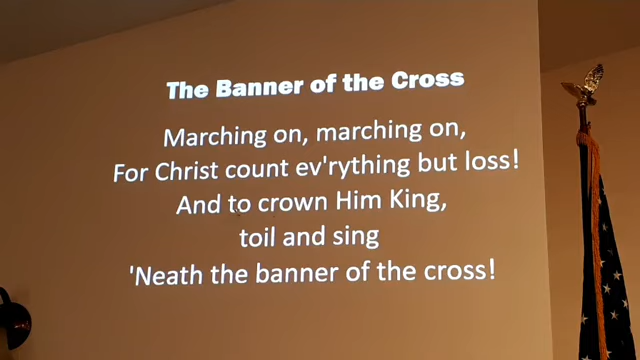 The Banner of the Cross
Marching on, marching on,
For Christ count ev'rything but loss!
And to crown Him King,
toil and sing
'Neath the banner of the cross!